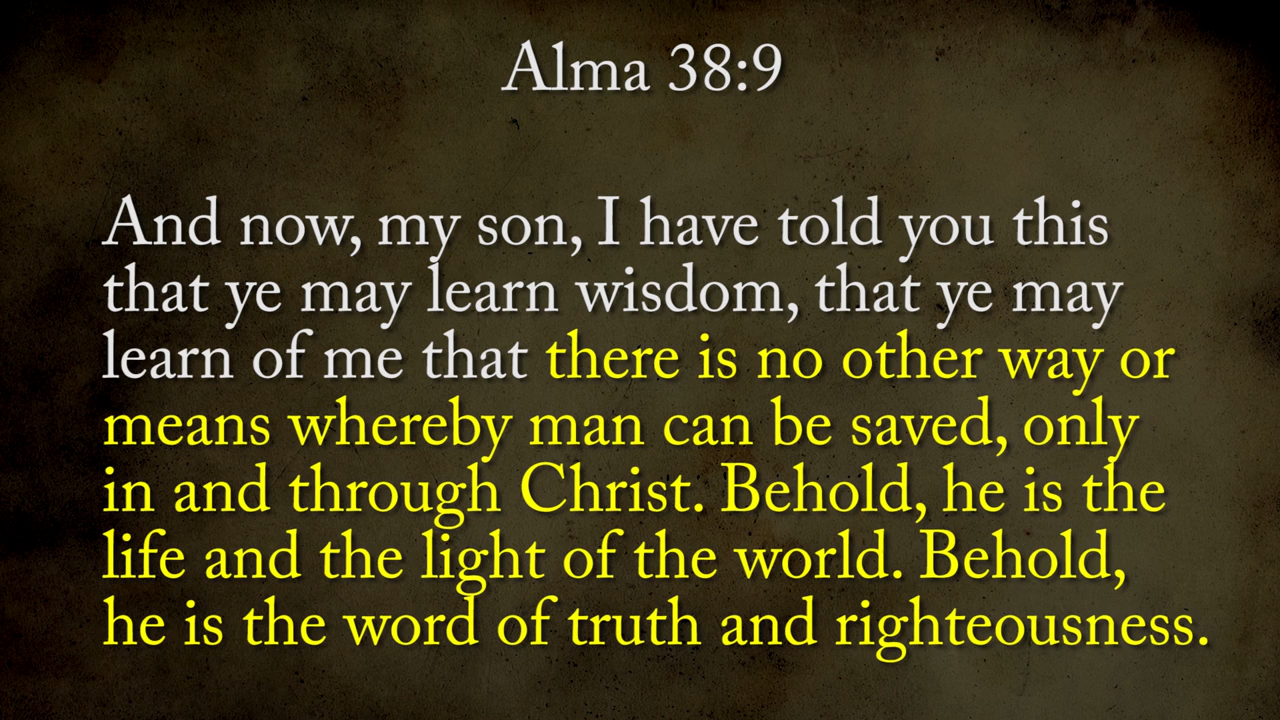 Alma 38:9
And now, my son, I have told you this
that ye may learn wisdom, that ye may
learn of me that there is no other way or
means whereby man can be saved, only
in and through Christ. Behold, he is the
life and the light of the world. Behold,
he is the word of truth and righteousness.